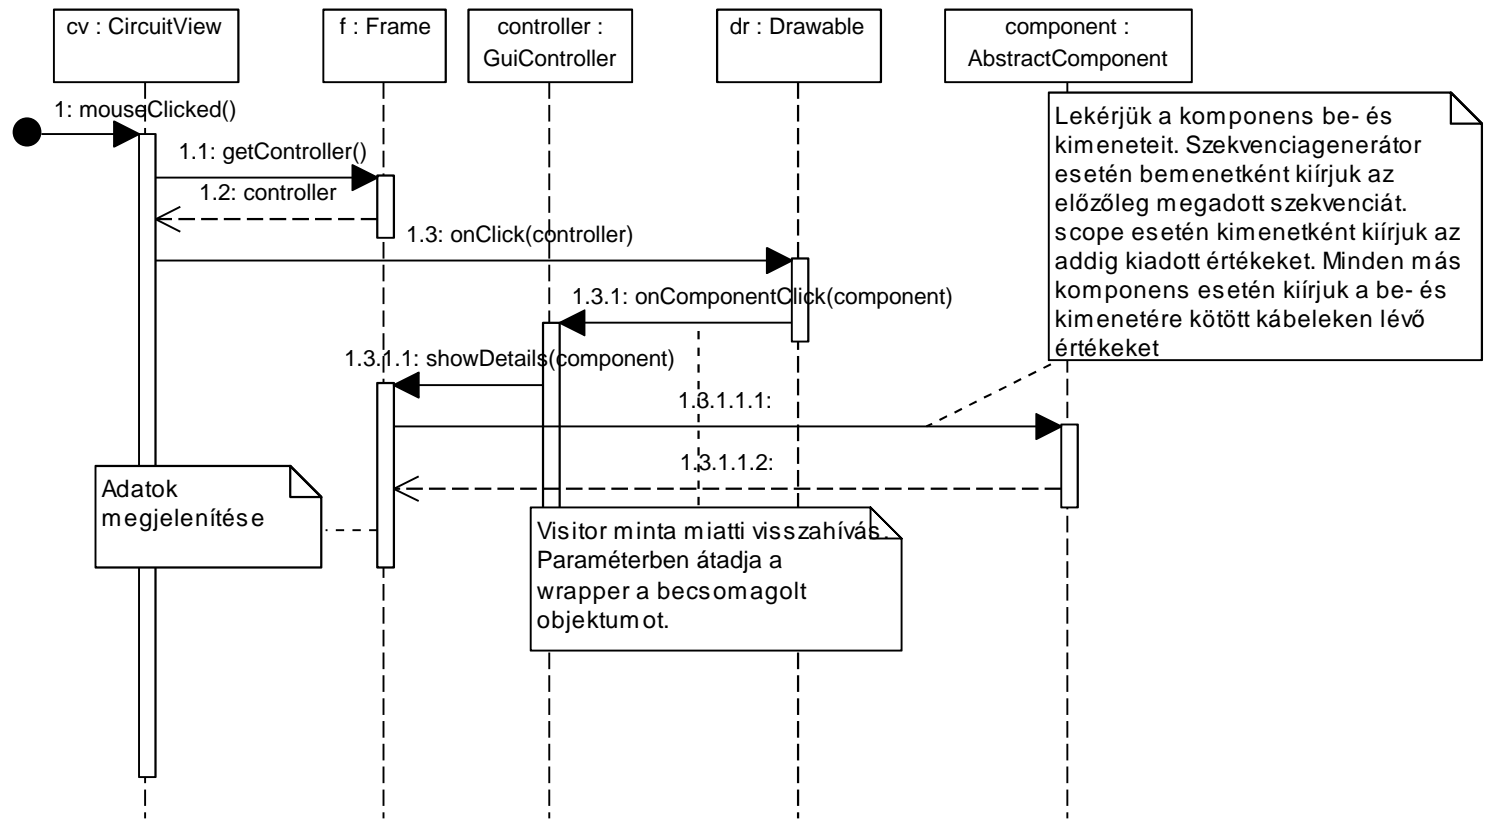 cv : CircuitView
f : Frame
controller :
GuiController
dr : Drawable
component :
AbstractComponent
1: mouseClicked()
1.1: getController()
1.2: controller
1.3: onClick(controller)
1.3.1: onComponentClick(component)
1.3.1.1: showDetails(component)
1.3.1.1.1:
1.3.1.1.2:
Lekérjük a komponens be- és
kimeneteit. Szekvenciagenerátor
esetén bemenetként kiírjuk az
előzőleg megadott szekvenciát.
scope esetén kimenetként kiírjuk az
addig kiadott értékeket. Minden más
komponens esetén kiírjuk a be- és
kimenetére kötött kábeleken lévő
értékeket
Adatok
megjelenítése
Visitor minta miatti visszahívás.
Paraméterben átadja a
wrapper a becsomagolt
objektumot.